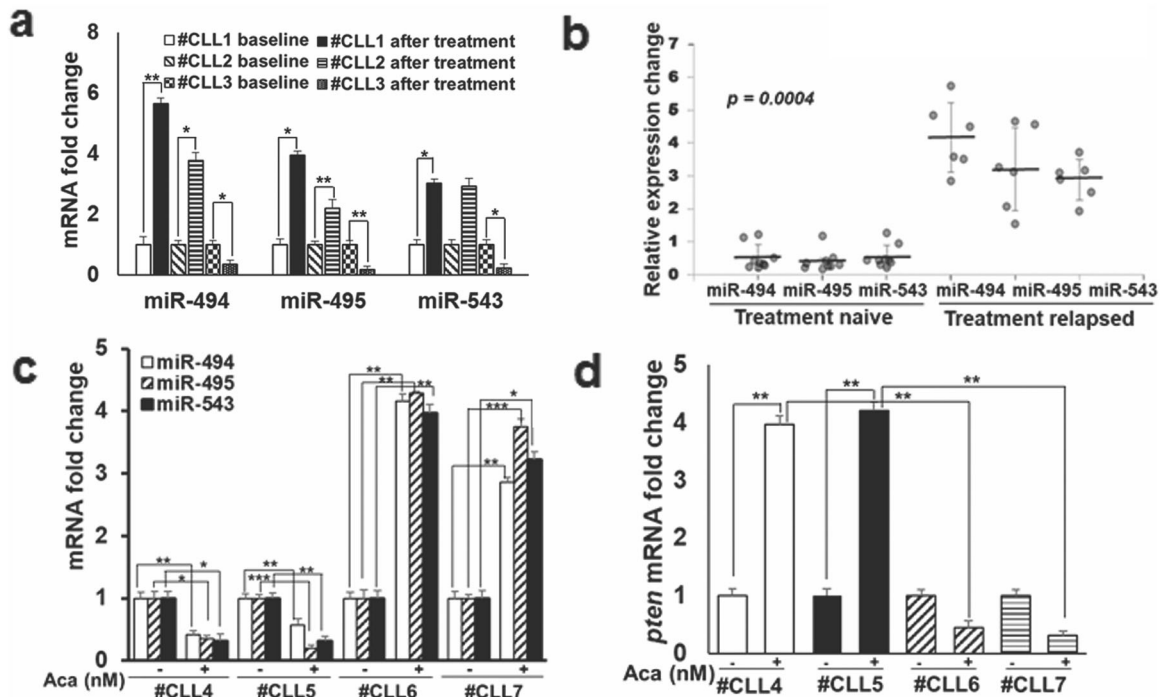 a
mRNA fold change
8
6
4
2
0
#CLL1 baseline #CLL1 after treatment
#CLL2 baseline #CLL2 after treatment
#CLL3 baseline #CLL3 after treatment
** * *
* ** **
* *
miR-494 miR-495 miR-543
b
Relative expression change
7
6
5
4
3
2
1
0
p = 0.0004
miR-494 miR-495 miR-543 miR-494 miR-495 miR-543
Treatment naive Treatment relapsed
c
mRNA fold change
5
4
3
2
1
0
miR-494
miR-495
miR-543
** * *
** *** **
** ** **
* *** **
- + - + - + - +
Aca (nM)
#CLL4 #CLL5 #CLL6 #CLL7
d
pten mRNA fold change
5
4
3
2
1
0
** ** **
**
- + - + - + - +
Aca (nM)
#CLL4 #CLL5 #CLL6 #CLL7